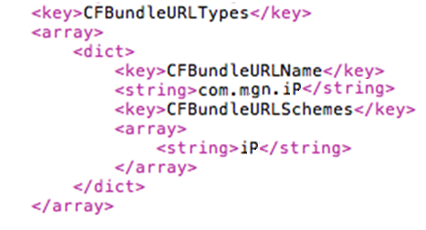 <key>CFBundleURLTypes</key>
<array>
<dict>
<key>CFBundleURLName</key>
<string>com.mgn.iP</string>
<key>CFBundleURLSchemes</key>
<array>
<string>iP</string>
</array>
</dict>
</array>